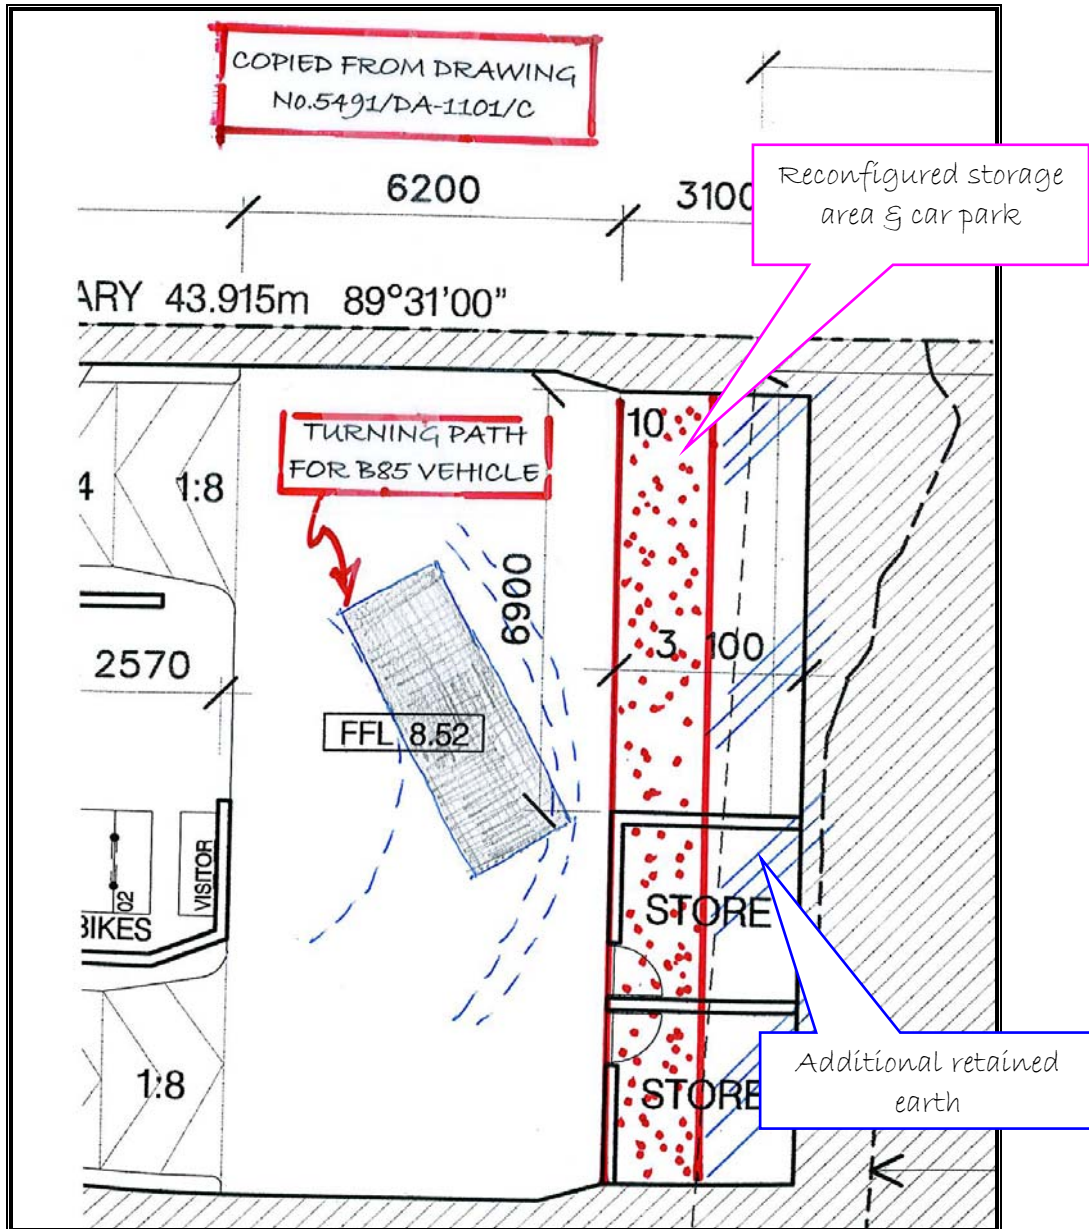 COPIED FROM DRAWING
No.5491/DA-1101/C
6200
3100
Reconfigured storage
area & car park
ARY 43.915m 89°31'00"
TURNING PATH
FOR B85 VEHICLE
10
4
1:8
6900
3 100
2570
FFL 8.52
VISITOR
02
BIKES
STORE
1:8
STORE
Additional retained
earth